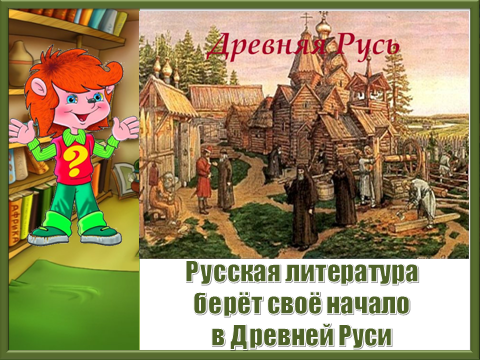 Древняя Русь
?
Русская литература
берёт своё начало
в Древней Руси